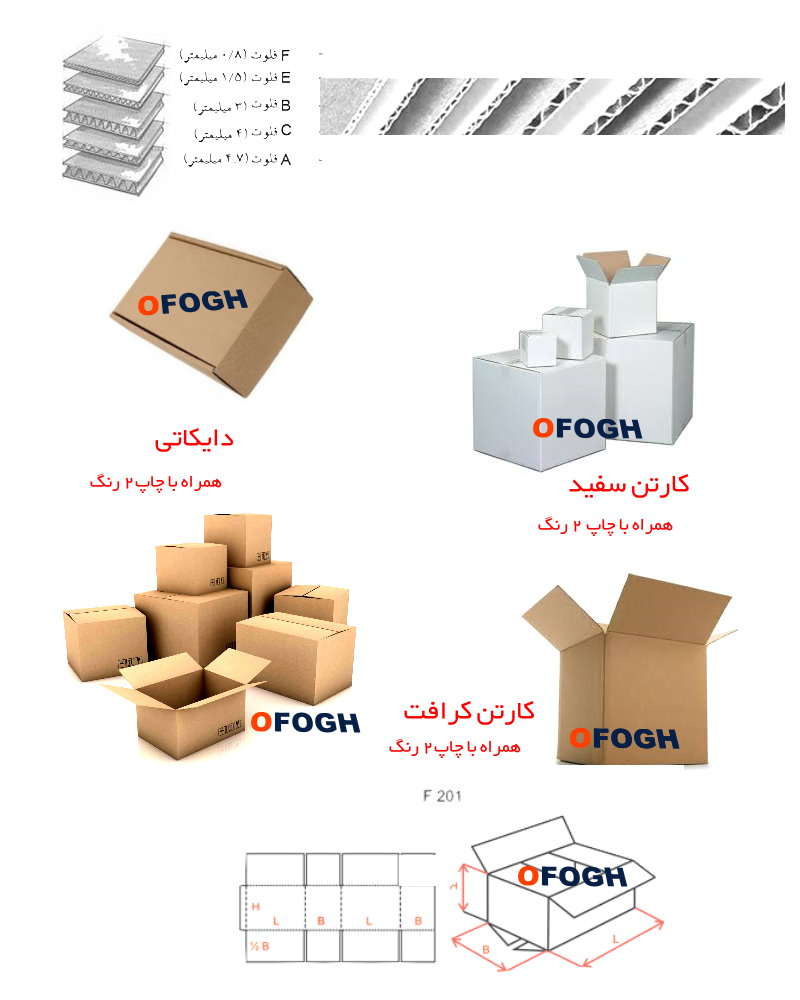 F فلوت (۰/۸ میلیمتر)
E فلوت (۱/۵ میلیمتر)
B فلوت (۳ میلیمتر)
C فلوت (۴ میلیمتر)
A فلوت (۴.۷ میلیمتر)
OFOGH
دایکاتی
همراه با چاپ ۲ رنگ
OFOGH
کارتن سفید
همراه با چاپ ۲ رنگ
OFOGH
کارتن کرافت
همراه با چاپ ۲ رنگ
OFOGH
F 201
H
L B L B
½ B
OFOGH
H
B
L